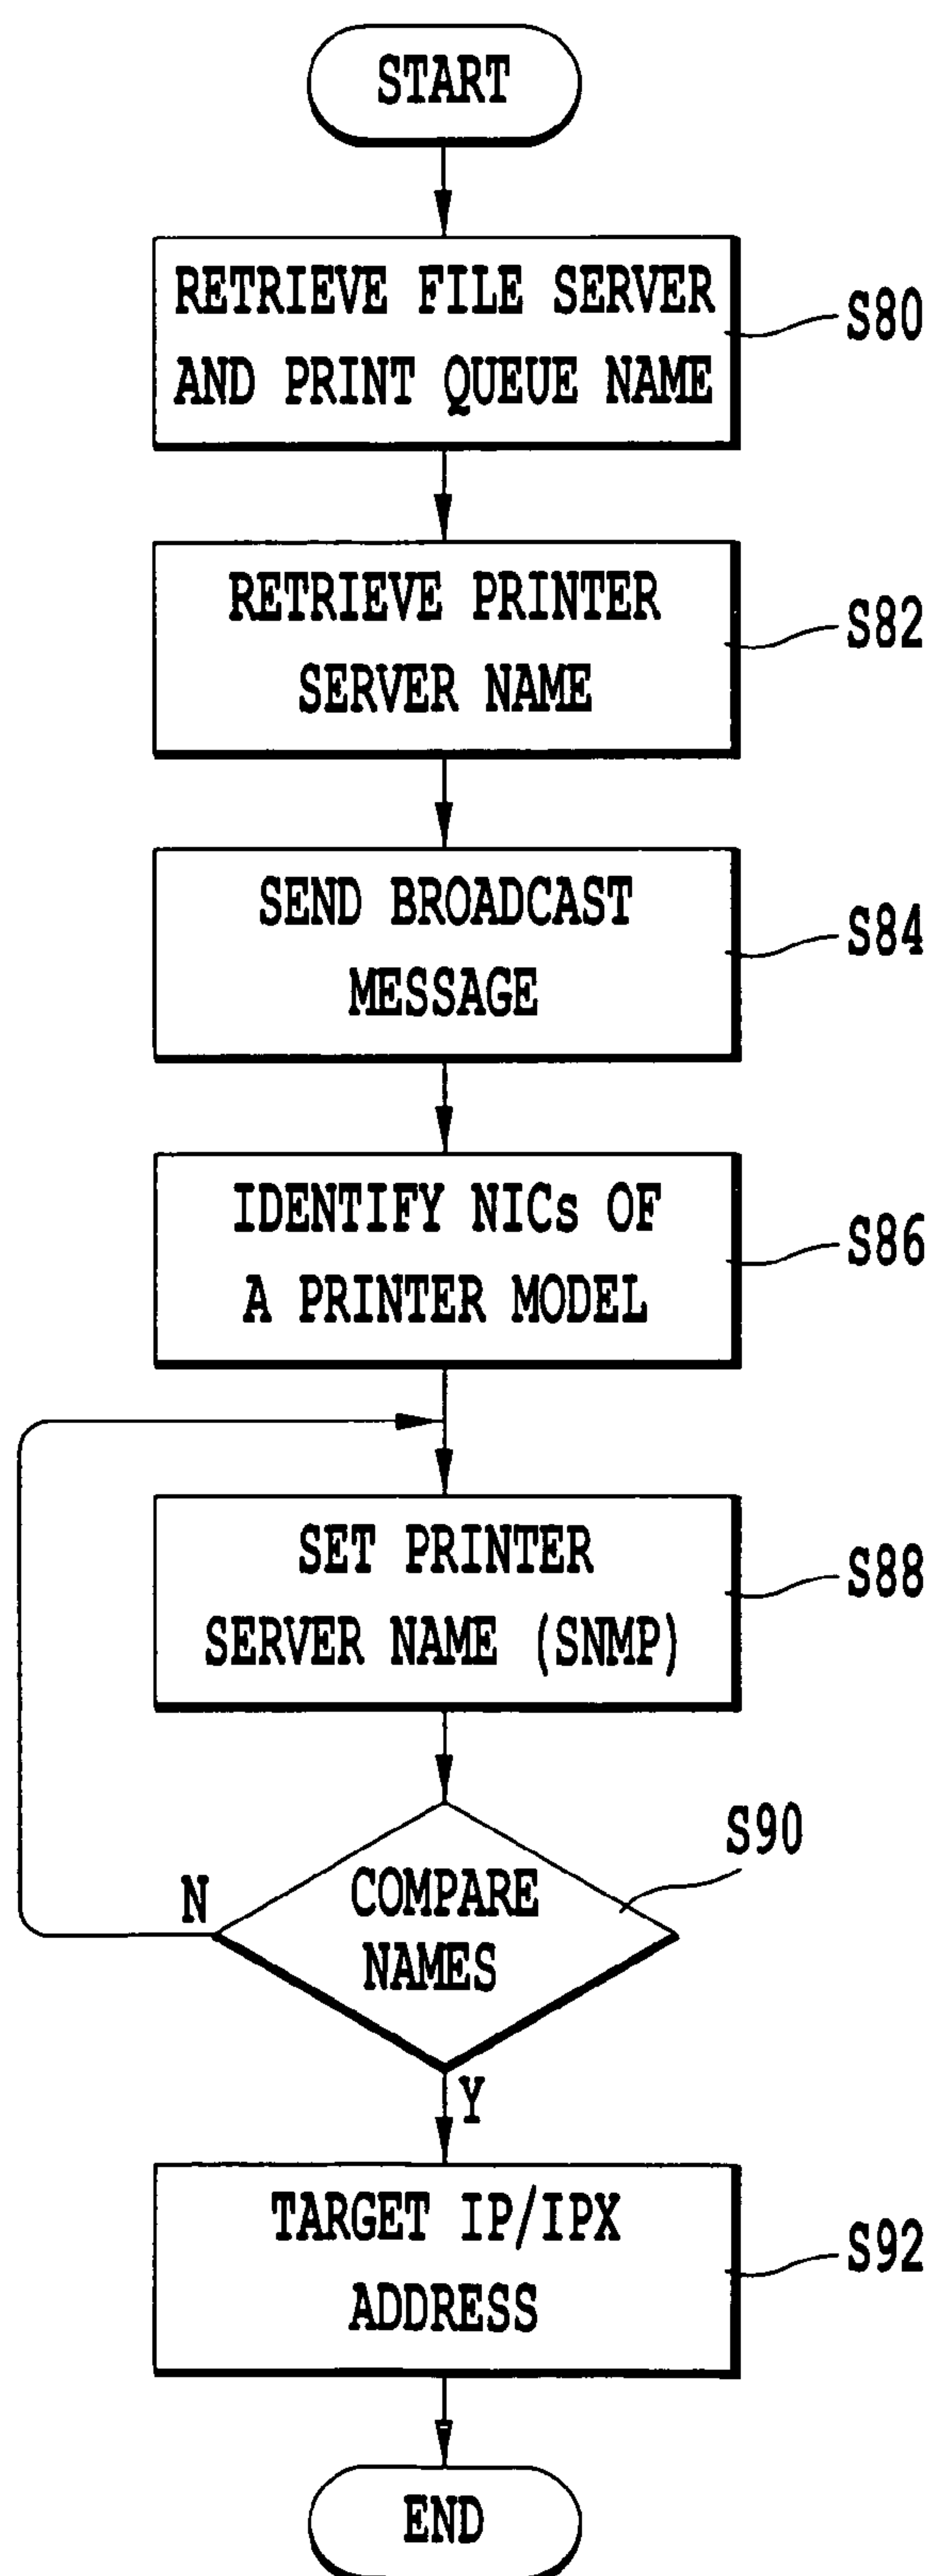 START
RETRIEVE FILE SERVER
AND PRINT QUEUE NAME
S80
RETRIEVE PRINTER
SERVER NAME
S82
SEND BROADCAST
MESSAGE
S84
IDENTIFY NICs OF
A PRINTER MODEL
S86
SET PRINTER
SERVER NAME (SNMP)
S88
S90
COMPARE
NAMES
N
Y
TARGET IP/IPX
ADDRESS
S92
END